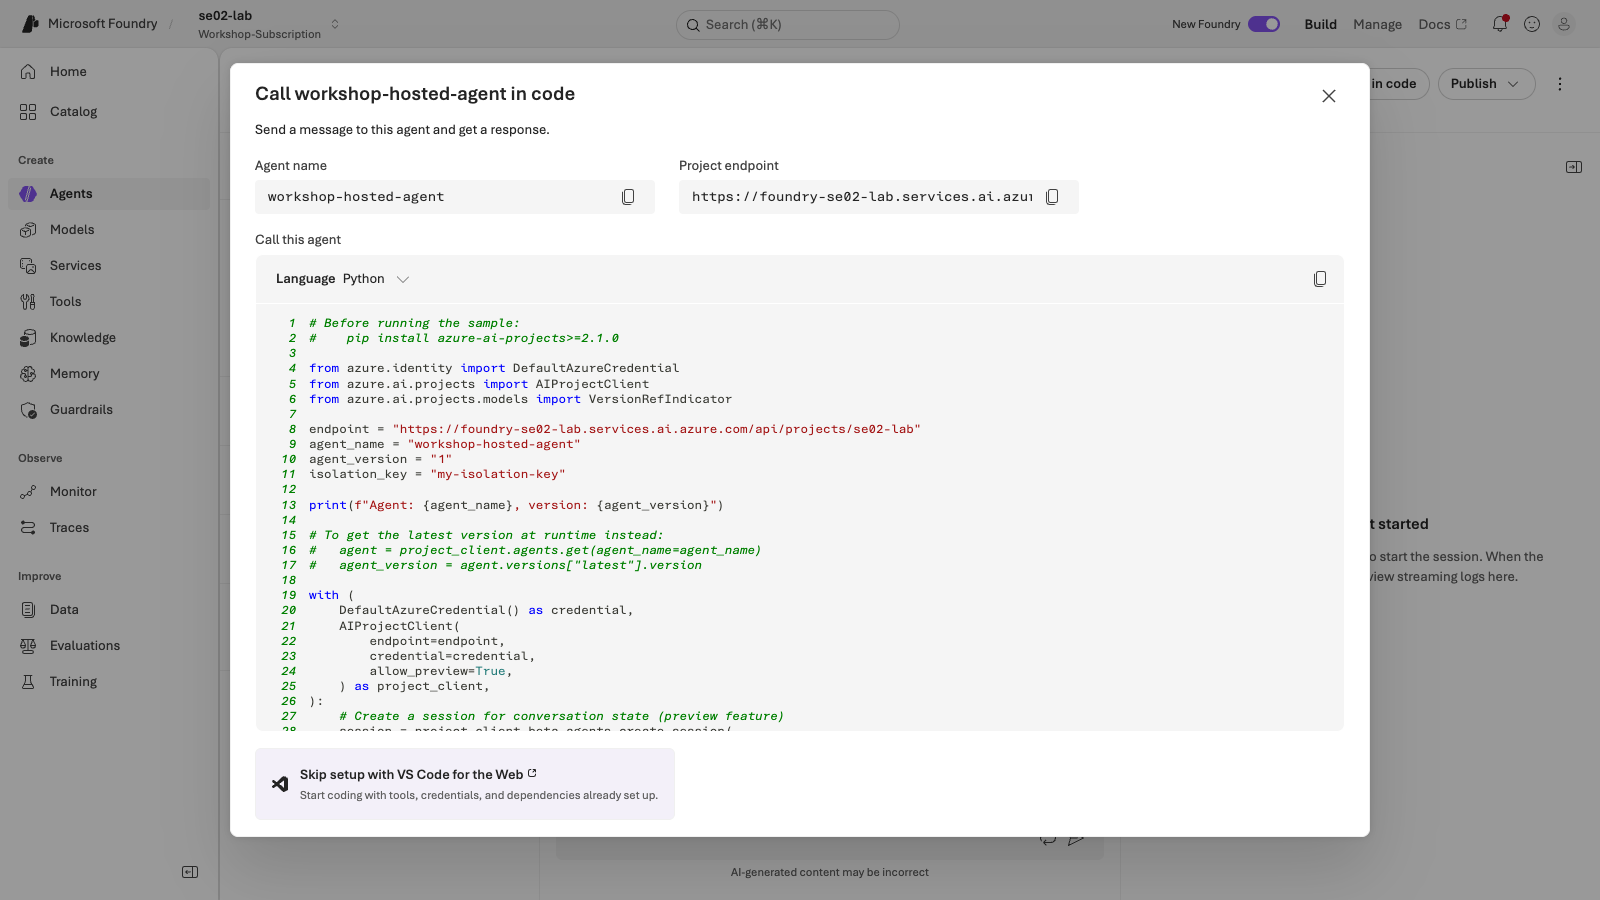 Microsoft Foundry
/
se02-lab
Workshop-Subscription
Search (⌘K)
New Foundry
Build
Manage
Docs
Home
Catalog
Create
Agents
Models
Services
Tools
Knowledge
Memory
Guardrails
Observe
Monitor
Traces
Improve
Data
Evaluations
Training
in code
Publish
Call workshop-hosted-agent in code
Send a message to this agent and get a response.
Agent name
Project endpoint
workshop-hosted-agent
https://foundry-se02-lab.services.ai.azur
Call this agent
Language Python
1 # Before running the sample:
2 #    pip install azure-ai-projects>=2.1.0
3
4 from azure.identity import DefaultAzureCredential
5 from azure.ai.projects import AIProjectClient
6 from azure.ai.projects.models import VersionRefIndicator
7
8 endpoint = "https://foundry-se02-lab.services.ai.azure.com/api/projects/se02-lab"
9 agent_name = "workshop-hosted-agent"
10 agent_version = "1"
11 isolation_key = "my-isolation-key"
12
13 print(f"Agent: {agent_name}, version: {agent_version}")
14
15 # To get the latest version at runtime instead:
16 #   agent = project_client.agents.get(agent_name=agent_name)
17 #   agent_version = agent.versions["latest"].version
18
19 with (
20     DefaultAzureCredential() as credential,
21     AIProjectClient(
22         endpoint=endpoint,
23         credential=credential,
24         allow_preview=True,
25     ) as project_client,
26 ):
27     # Create a session for conversation state (preview feature)
28     session = project_client.beta.agents.create_session(
Skip setup with VS Code for the Web
Start coding with tools, credentials, and dependencies already set up.
t started
o start the session. When the
view streaming logs here.
AI-generated content may be incorrect